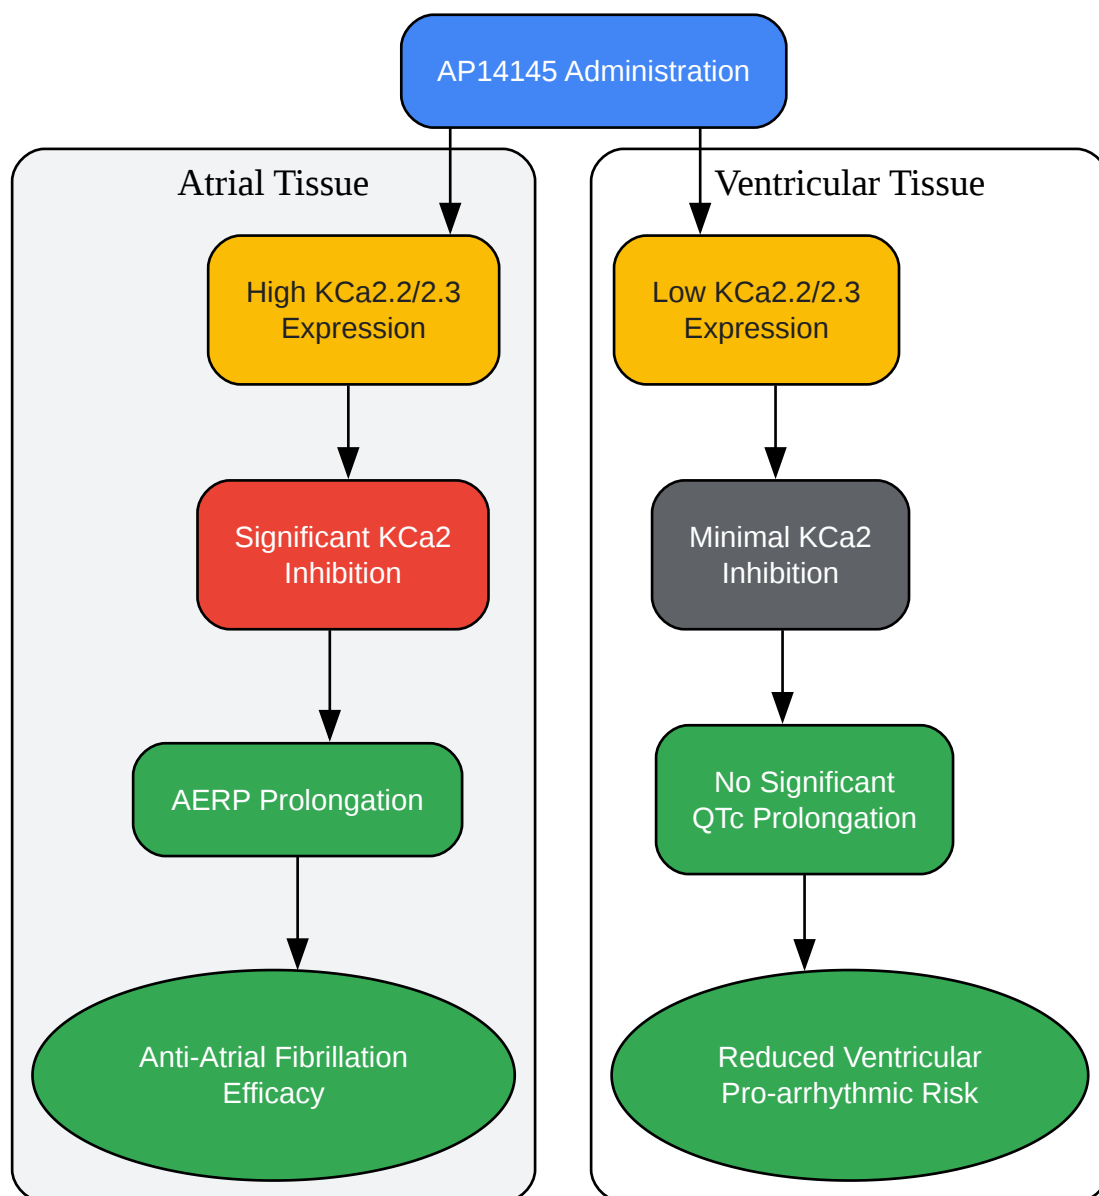 AP14145 Administration
Atrial Tissue
High KCa2.2/2.3
Expression
Significant KCa2
Inhibition
AERP Prolongation
Anti-Atrial Fibrillation
Efficacy
Ventricular Tissue
Low KCa2.2/2.3
Expression
Minimal KCa2
Inhibition
No Significant
QTc Prolongation
Reduced Ventricular
Pro-arrhythmic Risk